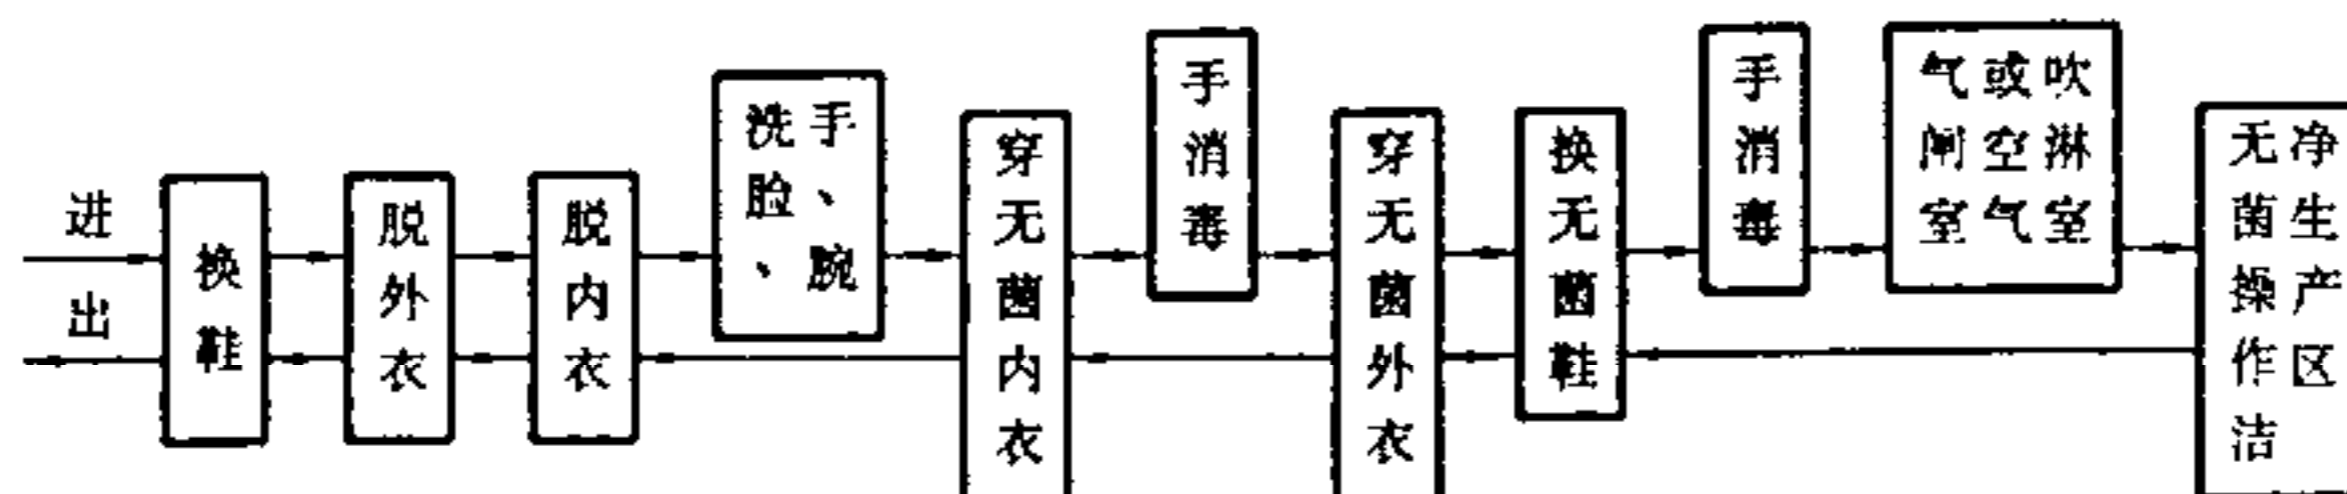 进
出
换鞋
脱外衣
脱内衣
洗脸、
手、腕
穿无菌内衣
手消毒
穿无菌外衣
换无菌鞋
手消毒
气闸室
或空气
吹淋室
无菌操作洁
净生产区